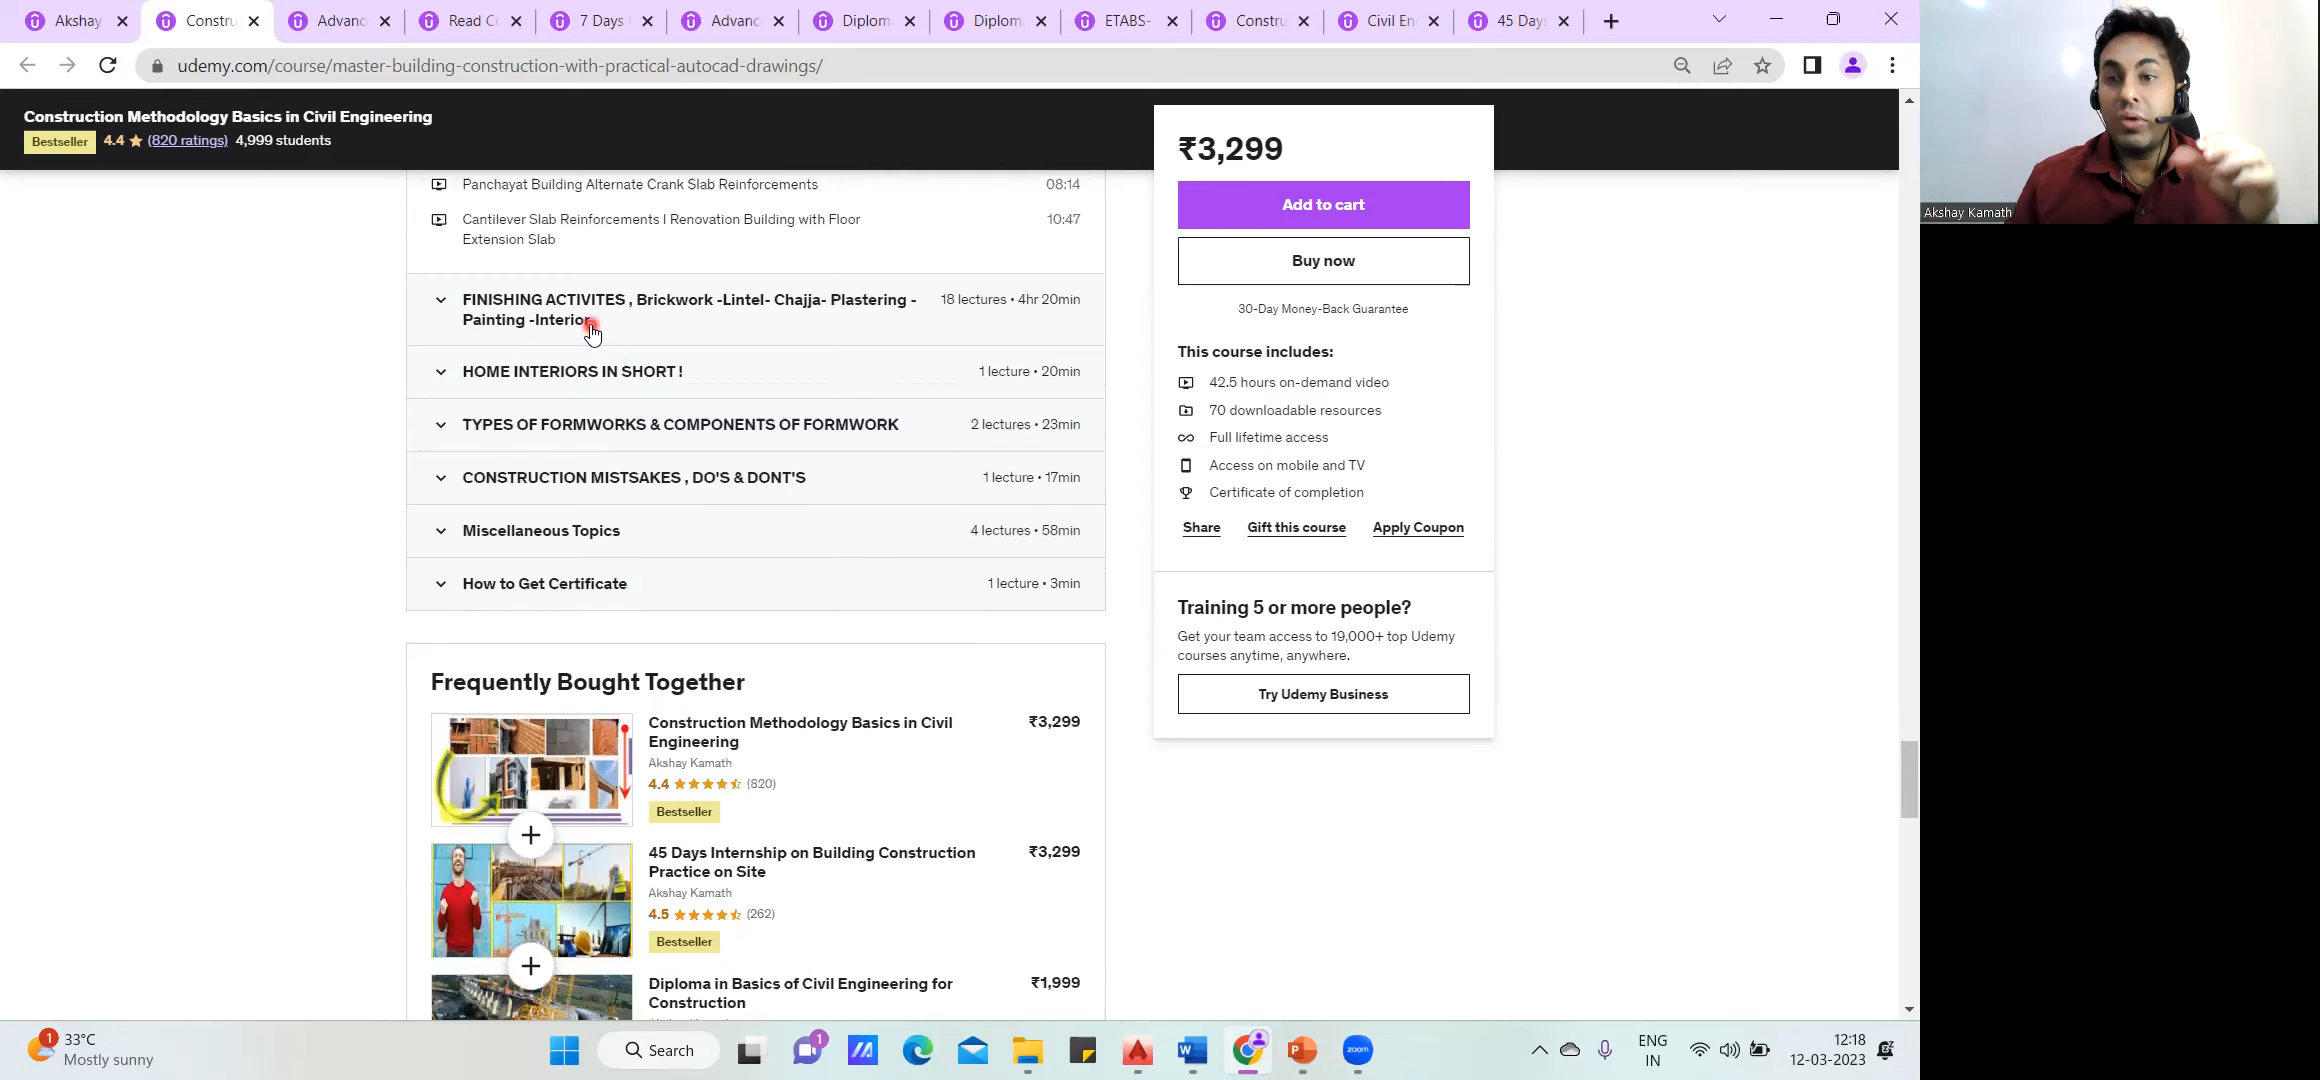 Akshay
Constru
Advanc
Read Co
7 Days
Advanc
Diplom
Diplom
ETABS-
Constru
Civil En
45 Days
udemy.com/course/master-building-construction-with-practical-autocad-drawings/
Construction Methodology Basics in Civil Engineering
Bestseller 4.4 (820 ratings) 4,999 students
Panchayat Building Alternate Crank Slab Reinforcements 08:14
Cantilever Slab Reinforcements I Renovation Building with Floor 10:47
Extension Slab
FINISHING ACTIVITES , Brickwork -Lintel- Chajja- Plastering - 18 lectures • 4hr 20min
Painting -Interior
HOME INTERIORS IN SHORT ! 1 lecture • 20min
TYPES OF FORMWORKS & COMPONENTS OF FORMWORK 2 lectures • 23min
CONSTRUCTION MISTSAKES , DO'S & DONT'S 1 lecture • 17min
Miscellaneous Topics 4 lectures • 58min
How to Get Certificate 1 lecture • 3min
Frequently Bought Together
Construction Methodology Basics in Civil ₹3,299
Engineering
Akshay Kamath
4.4 (820)
Bestseller
45 Days Internship on Building Construction ₹3,299
Practice on Site
Akshay Kamath
4.5 (262)
Bestseller
Diploma in Basics of Civil Engineering for ₹1,999
Construction
₹3,299
Add to cart
Buy now
30-Day Money-Back Guarantee
This course includes:
42.5 hours on-demand video
70 downloadable resources
Full lifetime access
Access on mobile and TV
Certificate of completion
Share Gift this course Apply Coupon
Training 5 or more people?
Get your team access to 19,000+ top Udemy
courses anytime, anywhere.
Try Udemy Business
Akshay Kamath
1
33°C
Mostly sunny
Search
1
W
P
zoom
ENG
IN
12:18
12-03-2023